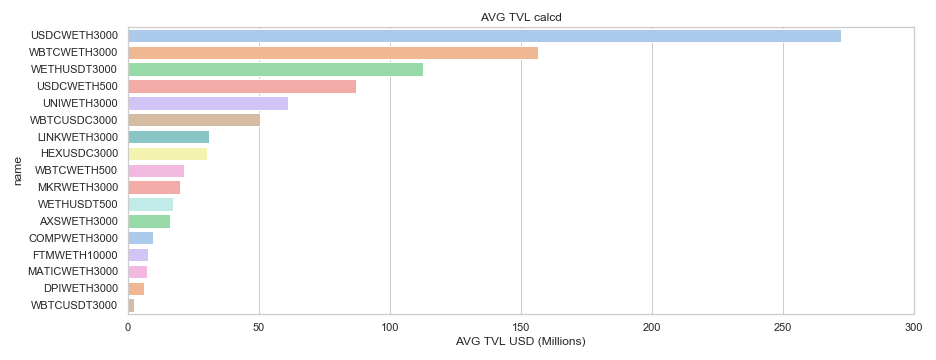 AVG TVL calcd
name
USDCWETH3000
WBTCWETH3000
WETHUSDT3000
USDCWETH500
UNIWETH3000
WBTCUSDC3000
LINKWETH3000
HEXUSDC3000
WBTCWETH500
MKRWETH3000
WETHUSDT500
AXSWETH3000
COMPWETH3000
FTMWETH10000
MATICWETH3000
DPIWETH3000
WBTCUSDT3000
0 50 100 150 200 250 300
AVG TVL USD (Millions)